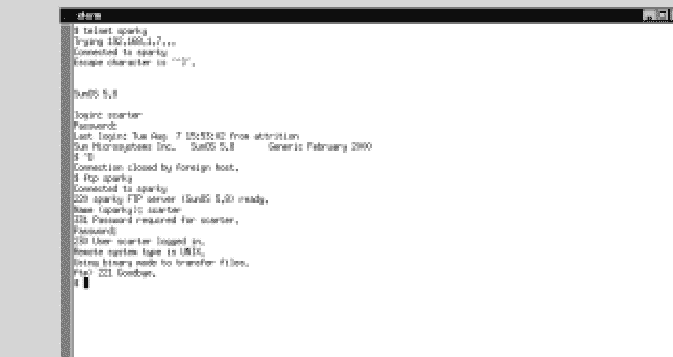 xterm
$ telnet sparky
Trying 192.168.1.7...
Connected to sparky
Escape character is '^]'.
SunOS 5.8
login: scarter
Password:
Last login: Tue Aug 7 15:53:02 from attrition
Sun Microsystems Inc. SunOS 5.8 Generic February 2000
$ ^D
Connection closed by foreign host.
$ ftp sparky
Connected to sparky
220 sparky FTP server (SunOS 5.8) ready.
Name (sparky): scarter
331 Password required for scarter.
Password:
230 User scarter logged in.
Remote system type is UNIX.
Using binary mode to transfer files.
ftp> 221 Goodbye.
$